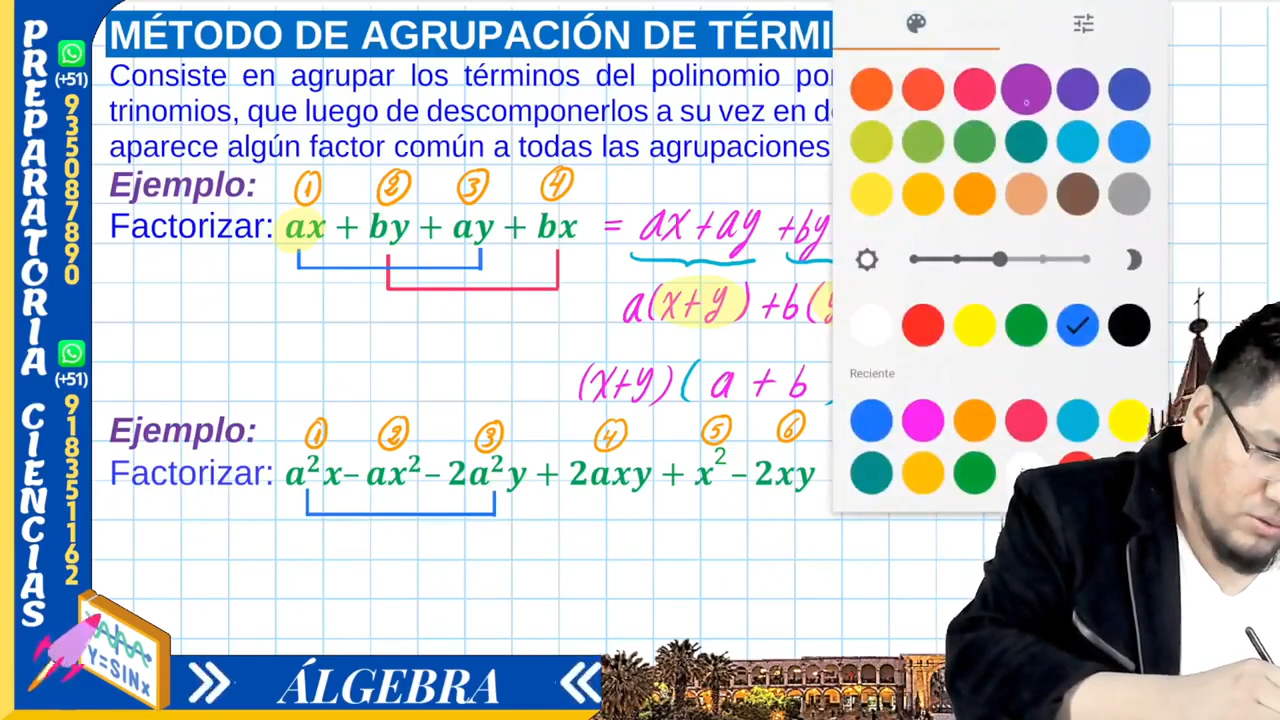 PREPARATORIA CIENCIAS
(+51)
935087890
(+51)
918351162
MÉTODO DE AGRUPACIÓN DE TÉRMI
Consiste en agrupar los términos del polinomio por
trinomios, que luego de descomponerlos a su vez en
aparece algún factor común a todas las agrupaciones
Ejemplo: ① ② ③ ④
Factorizar: ax + by + ay + bx = ax+ay +by
a(x+y) +b(
(x+y)( a + b
Ejemplo: ① ② ③ ④ ⑤ ⑥
Factorizar: a²x– ax² – 2a²y + 2axy + x² – 2xy
Reciente
Y=SINx
ÁLGEBRA